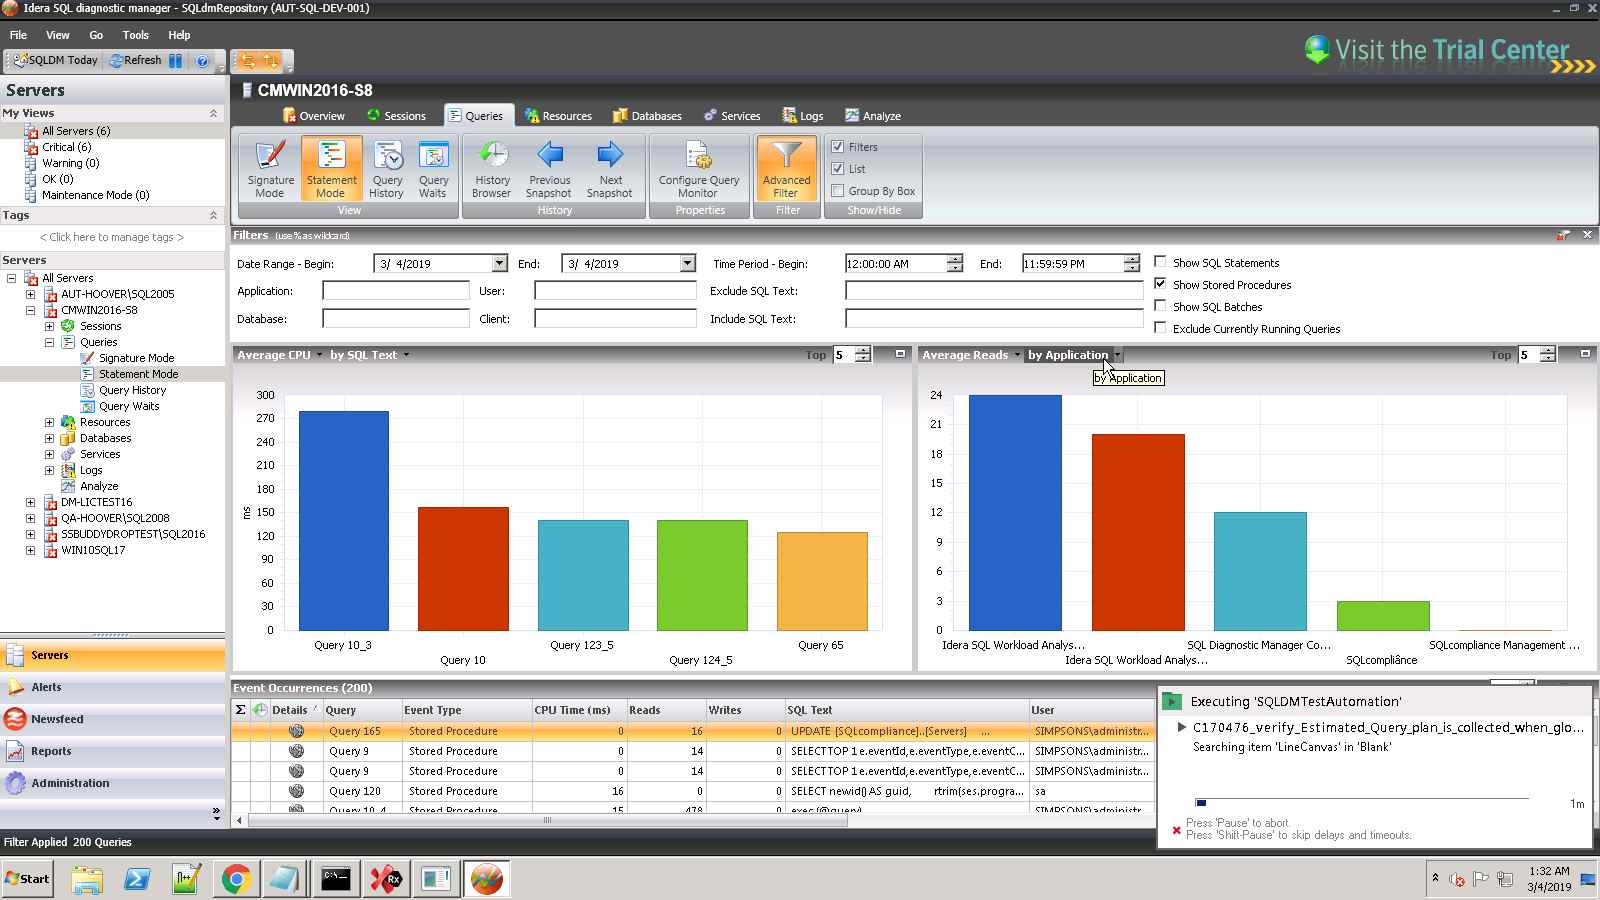 Idera SQL diagnostic manager - SQLdmRepository (AUT-SQL-DEV-001)
File View Go Tools Help
SQLDM Today Refresh
Visit the Trial Center
Servers
CMWIN2016-S8
My Views
Overview Sessions Queries Resources Databases Services Logs Analyze
All Servers (6)
Critical (6)
Warning (0)
OK (0)
Maintenance Mode (0)
Tags
< Click here to manage tags >
Servers
All Servers
AUT-HOOVER\SQL2005
CMWIN2016-S8
Sessions
Queries
Signature Mode
Statement Mode
Query History
Query Waits
Resources
Databases
Services
Logs
Analyze
DM-LICTEST16
QA-HOOVER\SQL2008
SSBUDDYDROPTEST\SQL2016
WIN10SQL17
Servers
Alerts
Newsfeed
Reports
Administration
Signature Mode
Statement Mode
Query History
Query Waits
View
History Browser
Previous Snapshot
Next Snapshot
History
Configure Query Monitor
Properties
Advanced Filter
Filter
Filters
List
Group By Box
Show/Hide
Filters (use % as wildcard)
Date Range - Begin: 3/ 4/2019 End: 3/ 4/2019 Time Period - Begin: 12:00:00 AM End: 11:59:59 PM Show SQL Statements
Application: User: Exclude SQL Text: Show Stored Procedures
Show SQL Batches
Database: Client: Include SQL Text:
Exclude Currently Running Queries
Average CPU by SQL Text Top 5
300
270
240
210
180
150
120
90
60
30
0
ms
Query 10_3
Query 10
Query 123_5
Query 124_5
Query 65
Average Reads by Application Top 5
by Application
24
21
18
15
12
9
6
3
0
Idera SQL Workload Analys...
Idera SQL Workload Analys...
SQL Diagnostic Manager Co...
SQLcompliance
SQLcompliance Management ...
Event Occurrences (200)
Σ Details Query Event Type CPU Time (ms) Reads Writes SQL Text User
Query 165 Stored Procedure 0 16 0 UPDATE [SQLcompliance]..[Servers] ... SIMPSONS\administr...
Query 9 Stored Procedure 0 14 0 SELECT TOP 1 e.eventId,e.eventType,e.eventC... SIMPSONS\administr...
Query 9 Stored Procedure 0 14 0 SELECT TOP 1 e.eventId,e.eventType,e.eventC... SIMPSONS\administr...
Query 120 Stored Procedure 16 0 0 SELECT newid() AS guid, rtrim(ses.progra... sa
Query 10_4 Stored Procedure 15 478 0 exec (@query) SIMPSONS\administr...
Executing 'SQLDMTestAutomation'
C170476_verify_Estimated_Query_plan_is_collected_when_glo...
Searching item 'LineCanvas' in 'Blank'
1m
Press 'Pause' to abort.
Press 'Shift-Pause' to skip delays and timeouts.
Filter Applied 200 Queries
Start
C:\
Rx
1:32 AM
3/4/2019